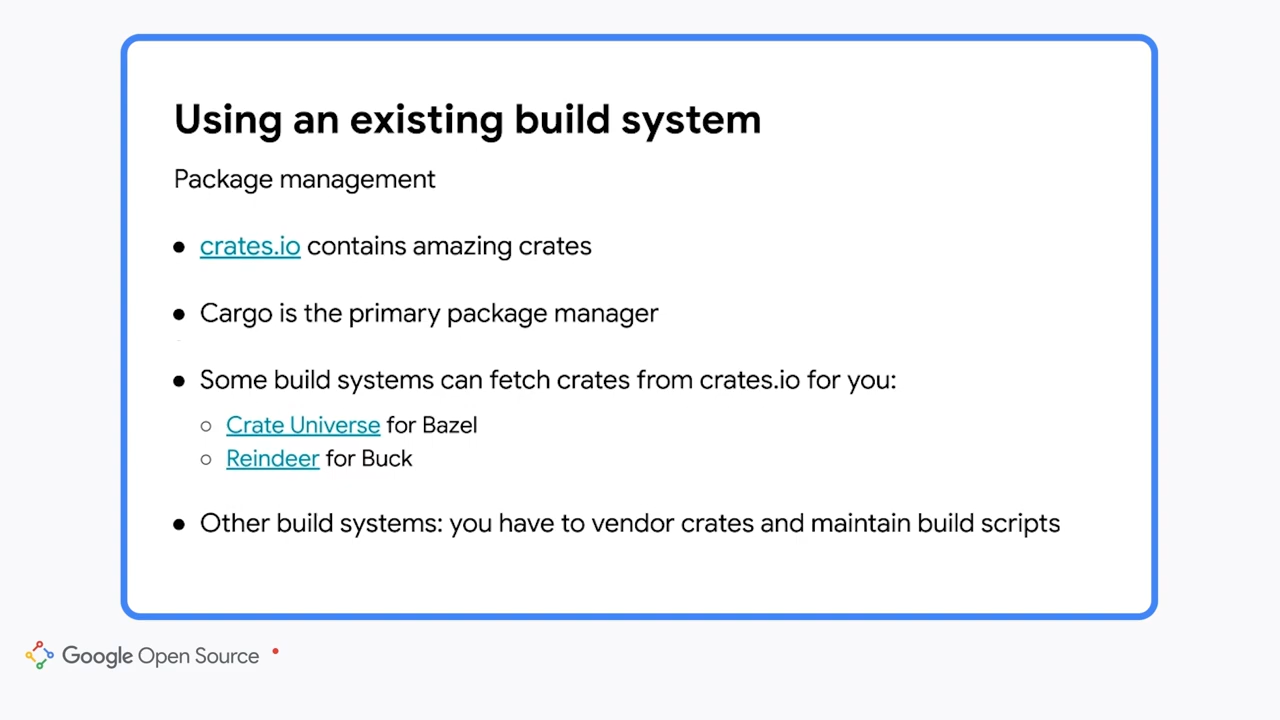 Using an existing build system
Package management
● crates.io contains amazing crates
● Cargo is the primary package manager
● Some build systems can fetch crates from crates.io for you:
○ Crate Universe for Bazel
○ Reindeer for Buck
● Other build systems: you have to vendor crates and maintain build scripts
Google Open Source